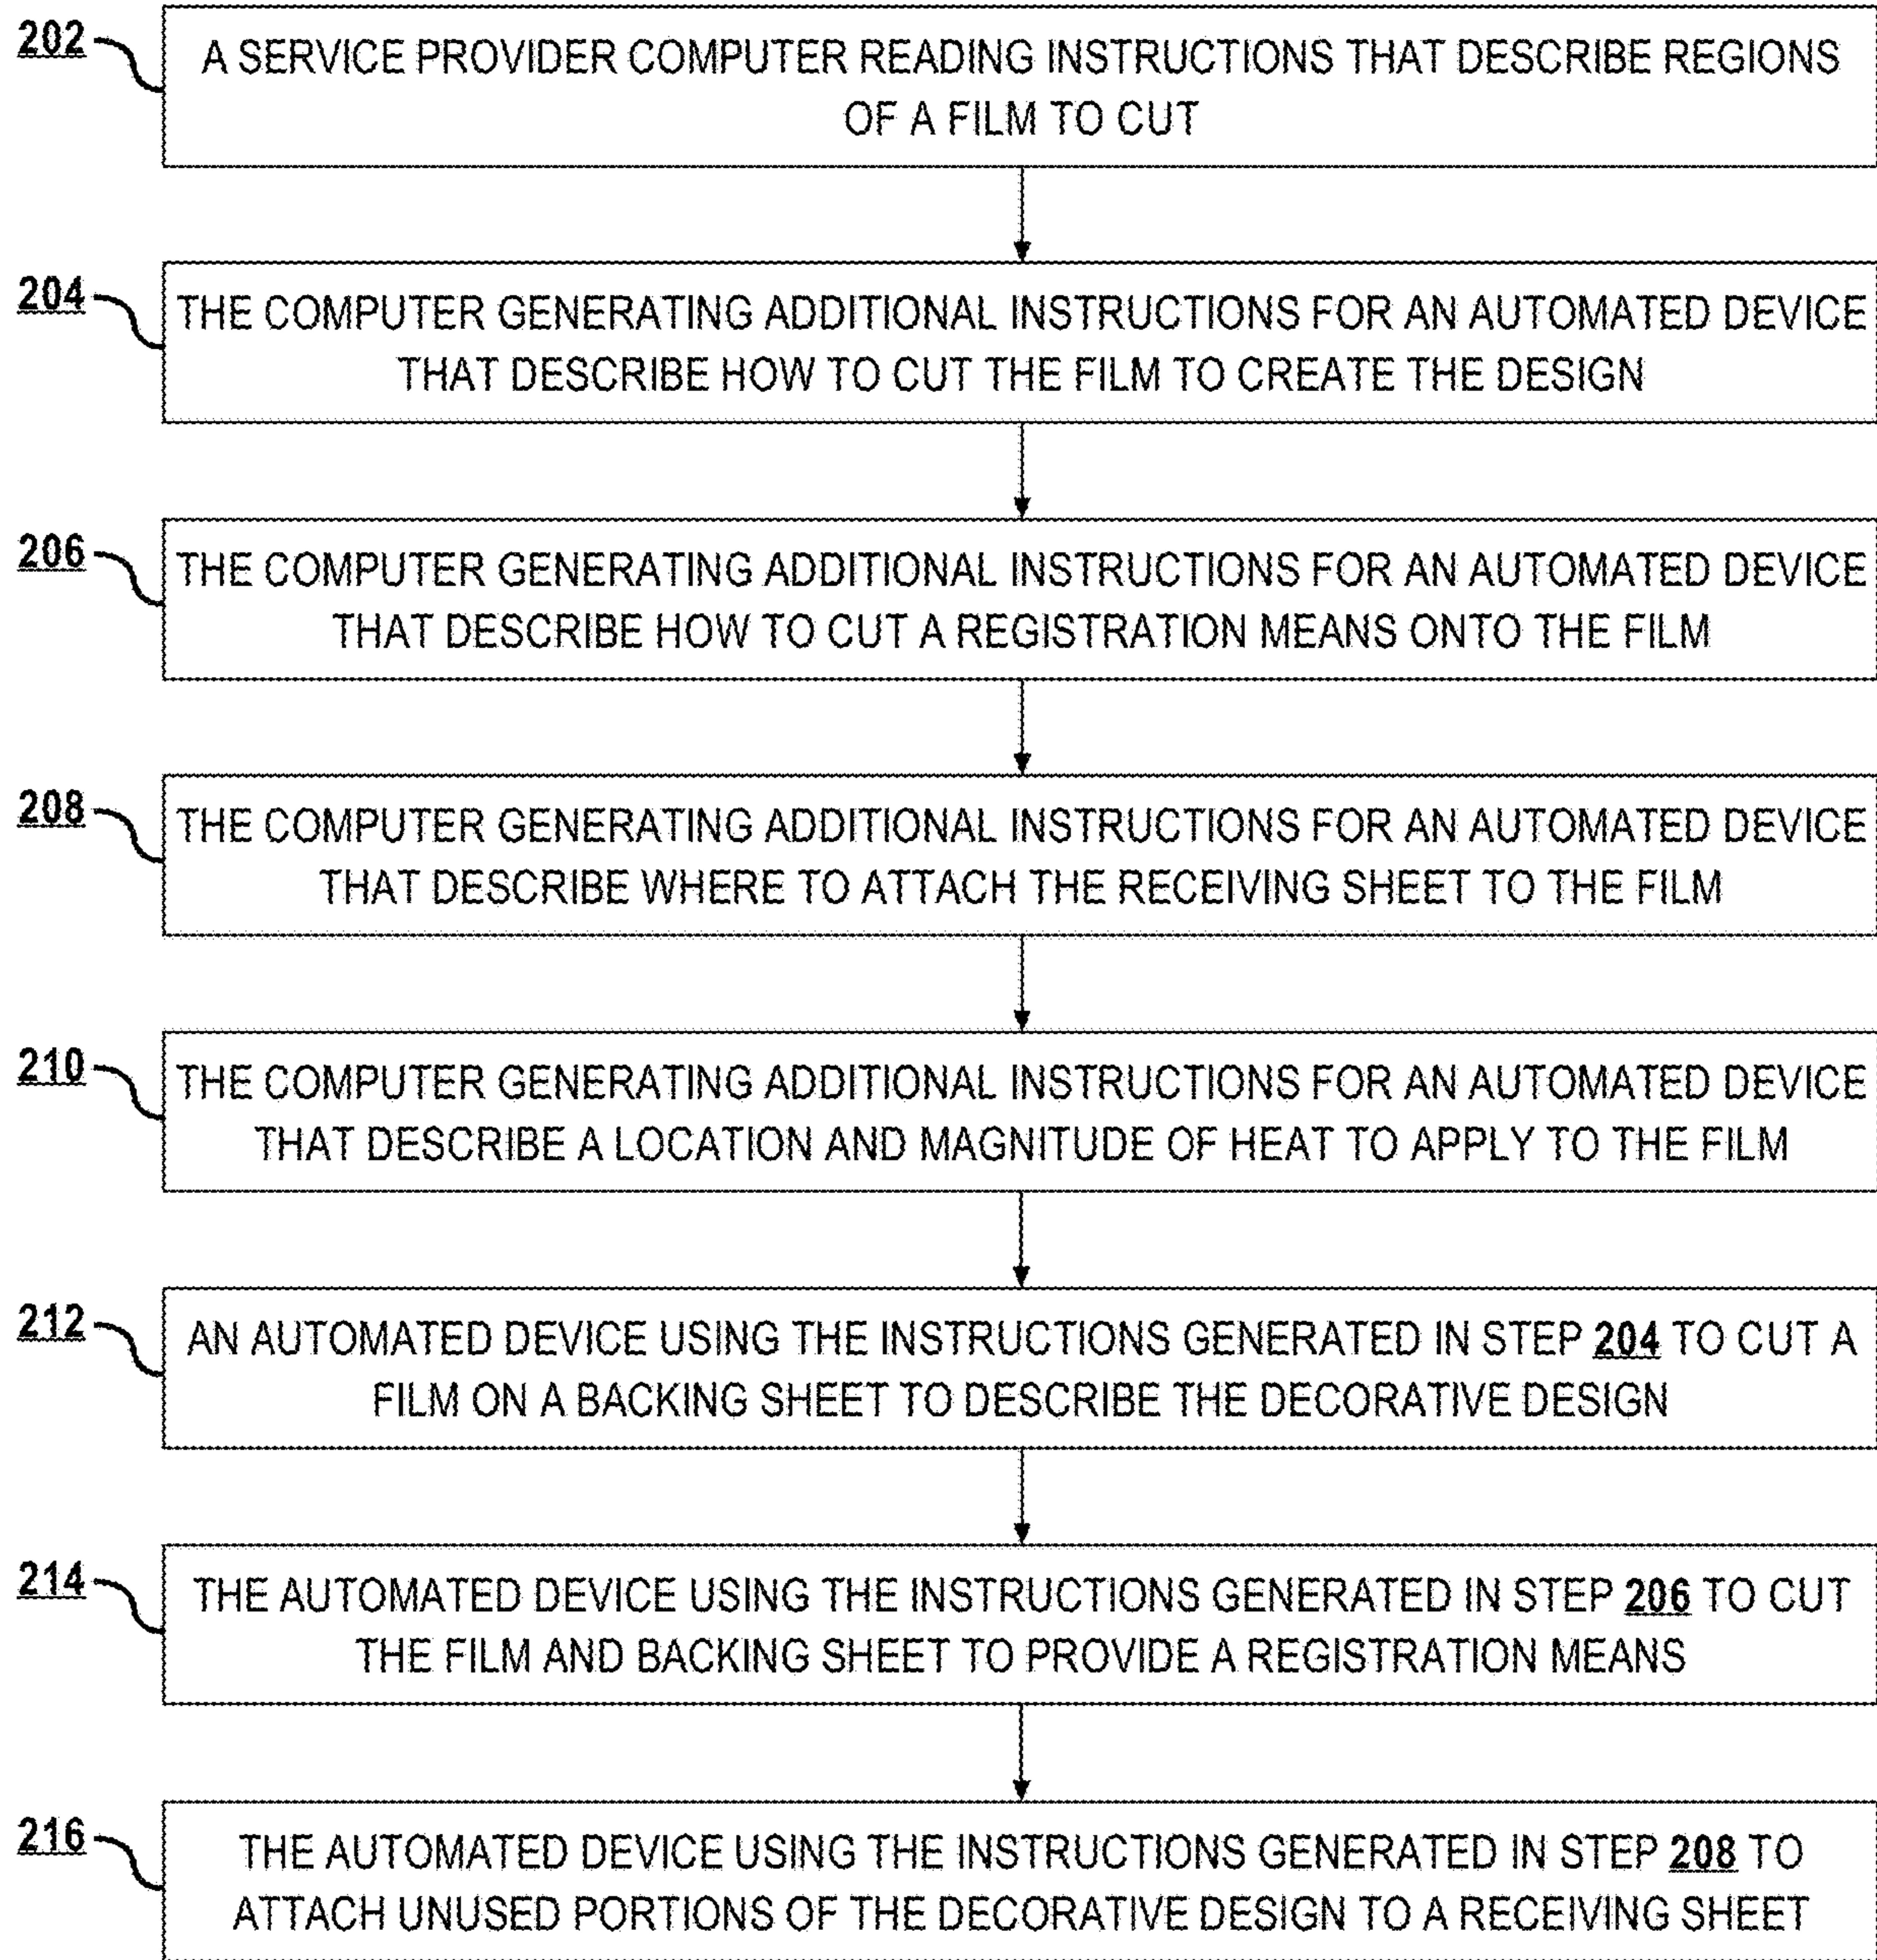 202
A SERVICE PROVIDER COMPUTER READING INSTRUCTIONS THAT DESCRIBE REGIONS
OF A FILM TO CUT
204
THE COMPUTER GENERATING ADDITIONAL INSTRUCTIONS FOR AN AUTOMATED DEVICE
THAT DESCRIBE HOW TO CUT THE FILM TO CREATE THE DESIGN
206
THE COMPUTER GENERATING ADDITIONAL INSTRUCTIONS FOR AN AUTOMATED DEVICE
THAT DESCRIBE HOW TO CUT A REGISTRATION MEANS ONTO THE FILM
208
THE COMPUTER GENERATING ADDITIONAL INSTRUCTIONS FOR AN AUTOMATED DEVICE
THAT DESCRIBE WHERE TO ATTACH THE RECEIVING SHEET TO THE FILM
210
THE COMPUTER GENERATING ADDITIONAL INSTRUCTIONS FOR AN AUTOMATED DEVICE
THAT DESCRIBE A LOCATION AND MAGNITUDE OF HEAT TO APPLY TO THE FILM
212
AN AUTOMATED DEVICE USING THE INSTRUCTIONS GENERATED IN STEP 204 TO CUT A
FILM ON A BACKING SHEET TO DESCRIBE THE DECORATIVE DESIGN
214
THE AUTOMATED DEVICE USING THE INSTRUCTIONS GENERATED IN STEP 206 TO CUT
THE FILM AND BACKING SHEET TO PROVIDE A REGISTRATION MEANS
216
THE AUTOMATED DEVICE USING THE INSTRUCTIONS GENERATED IN STEP 208 TO
ATTACH UNUSED PORTIONS OF THE DECORATIVE DESIGN TO A RECEIVING SHEET